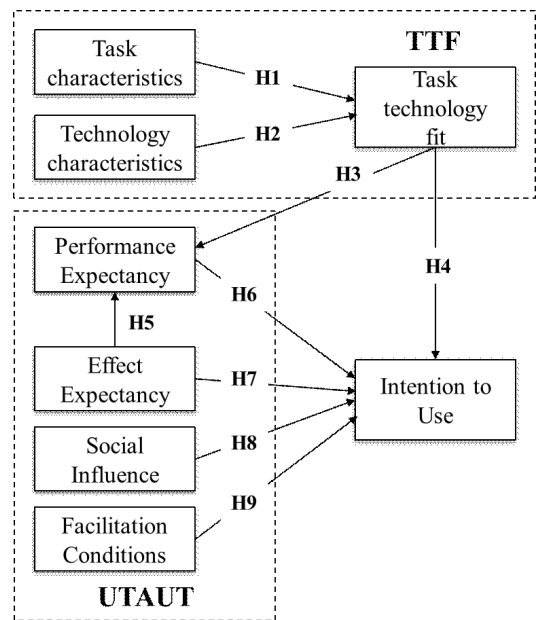 TTF
Task
characteristics
H1
Task
technology
fit
Technology
characteristics
H2
H3
Performance
Expectancy
H4
H6
H5
Effect
Expectancy
H7
Intention to
Use
Social
Influence
H8
H9
Facilitation
Conditions
UTAUT